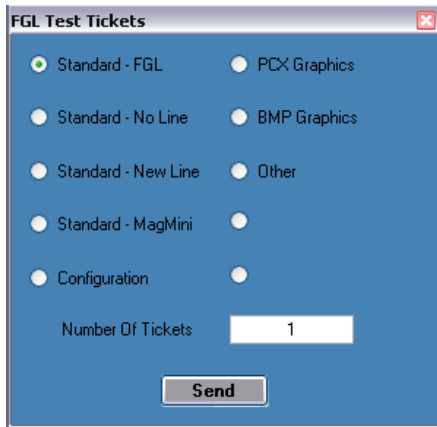 FGL Test Tickets
Standard - FGL
PCX Graphics
Standard - No Line
BMP Graphics
Standard - New Line
Other
Standard - MagMini
Configuration
Number Of Tickets
1
Send